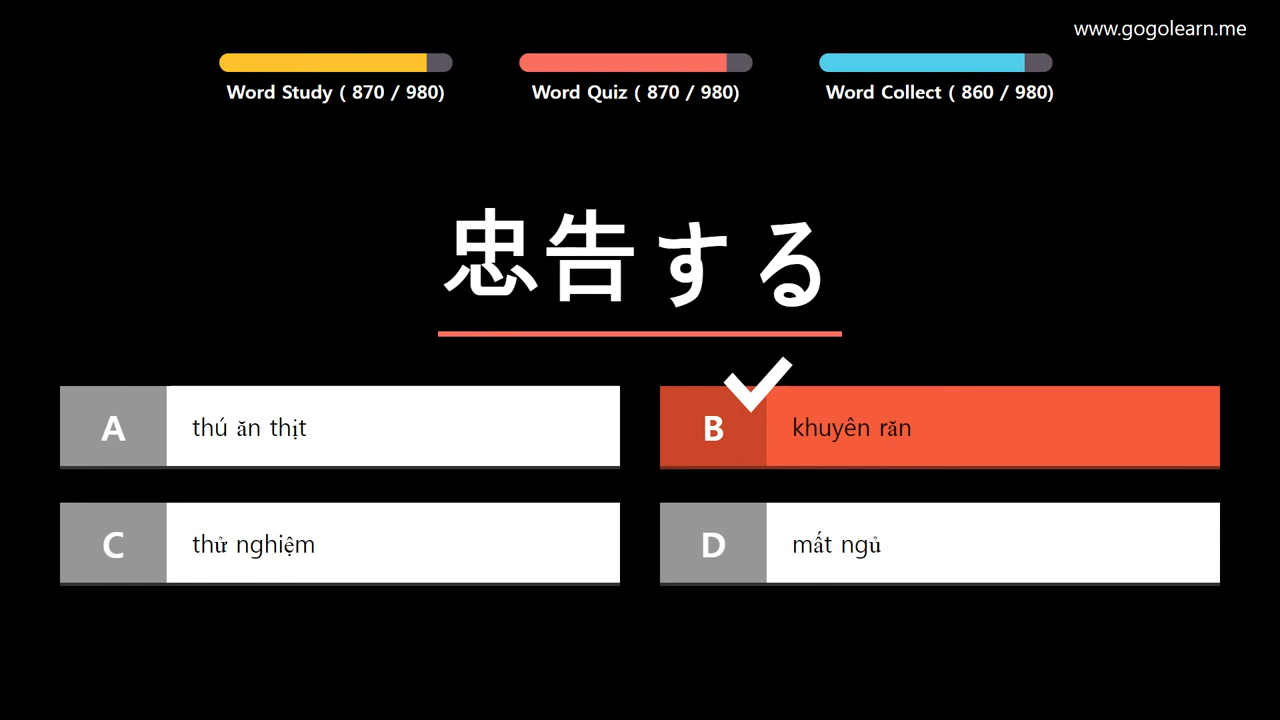 www.gogolearn.me
Word Study ( 870 / 980)
Word Quiz ( 870 / 980)
Word Collect ( 860 / 980)
忠告する
A
thú ăn thịt
B
khuyên răn
C
thử nghiệm
D
mất ngủ